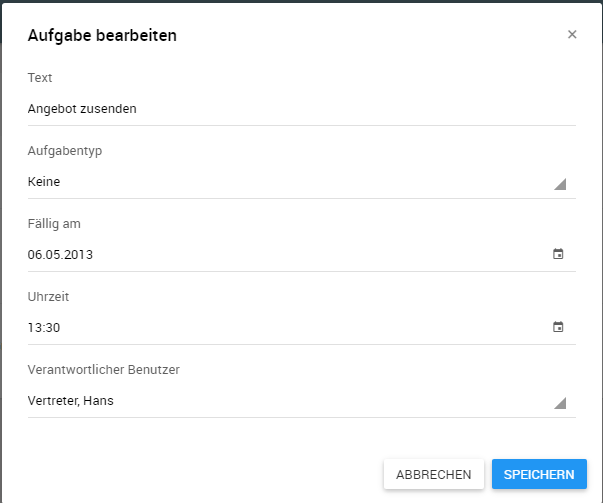 Aufgabe bearbeiten
Text
Angebot zusenden
Aufgabentyp
Keine
Fällig am
06.05.2013
Uhrzeit
13:30
Verantwortlicher Benutzer
Vertreter, Hans
ABBRECHEN SPEICHERN